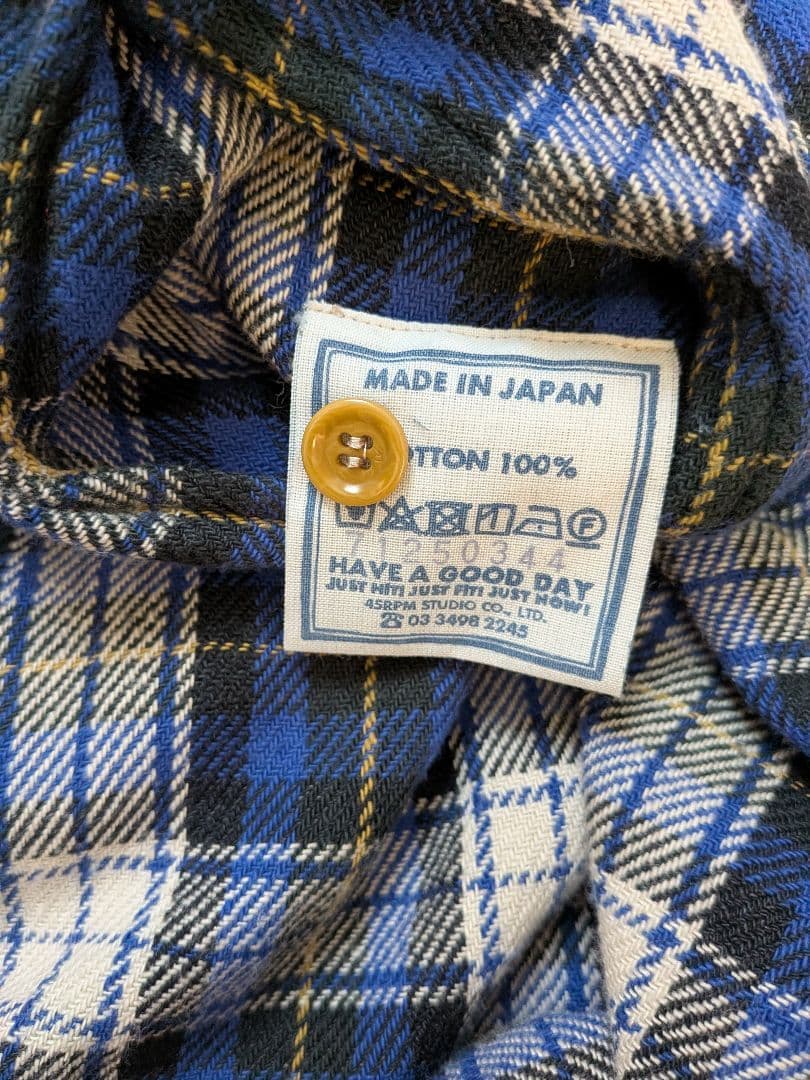 MADE IN JAPAN
OTTON 100%
71250344
HAVE A GOOD DAY
JUST HIT! JUST FIT! JUST NOW!
45RPM STUDIO CO., LTD.
☎ 03 3498 2245